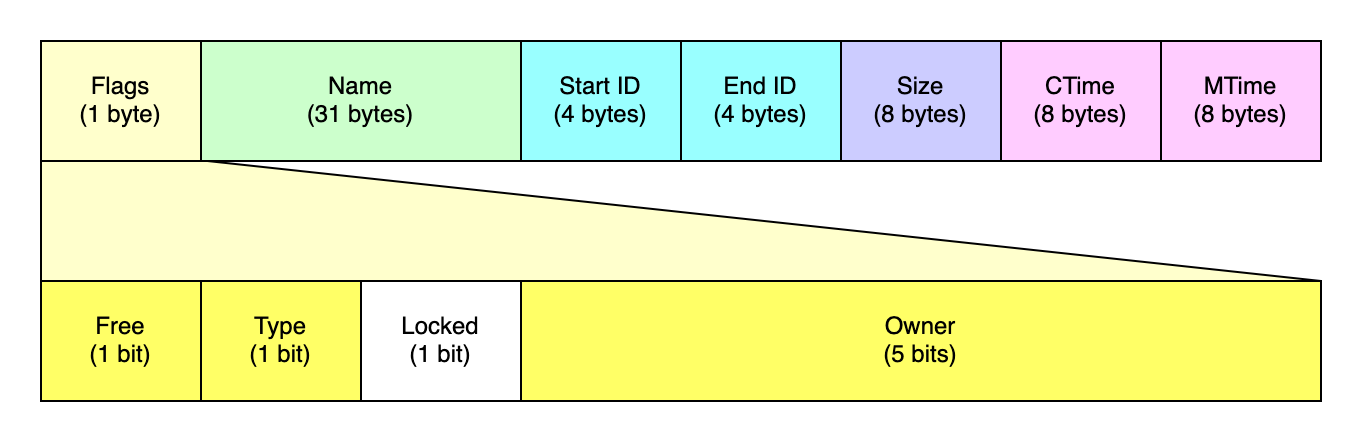 Flags
(1 byte)
Name
(31 bytes)
Start ID
(4 bytes)
End ID
(4 bytes)
Size
(8 bytes)
CTime
(8 bytes)
MTime
(8 bytes)
Free
(1 bit)
Type
(1 bit)
Locked
(1 bit)
Owner
(5 bits)